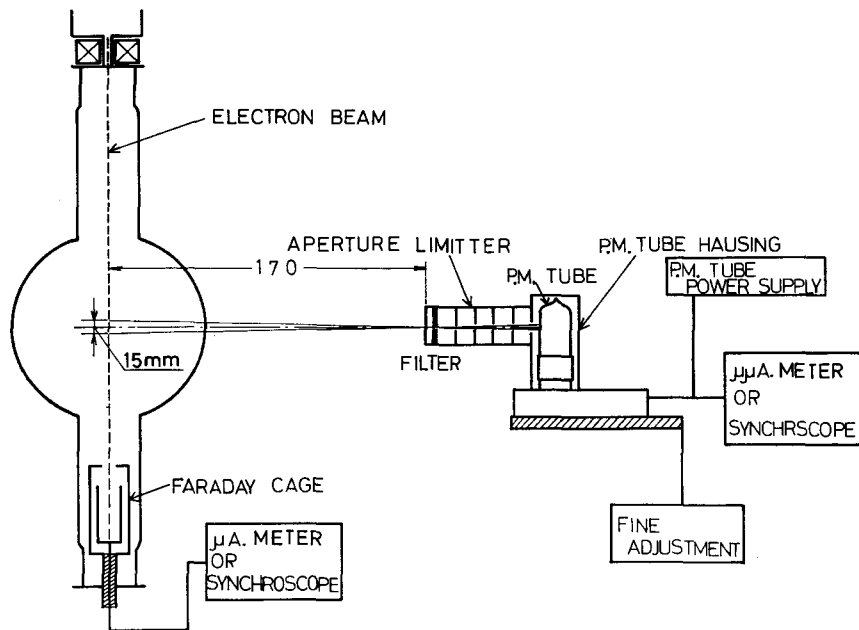 ELECTRON BEAM
APERTURE LIMITTER
170
P.M. TUBE HAUSING
P.M. TUBE
P.M. TUBE
POWER SUPPLY
15mm
FILTER
μμA. METER
OR
SYNCHRSCOPE
FARADAY CAGE
μA. METER
OR
SYNCHROSCOPE
FINE
ADJUSTMENT